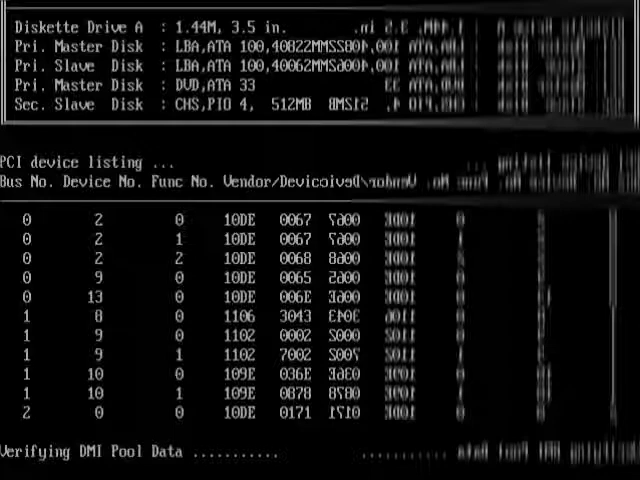 Diskette Drive A : 1.44M, 3.5 in.
Pri. Master Disk : LBA,ATA 100,40822M
Pri. Slave Disk : LBA,ATA 100,40062M
Pri. Master Disk : DVD,ATA 33
Sec. Slave Disk : CHS,PIO 4, 512MB
PCI device listing ...
Bus No. Device No. Func No. Vendor/Devic
0 2 0 10DE 0067
0 2 1 10DE 0067
0 2 2 10DE 0068
0 9 0 10DE 0065
0 13 0 10DE 006E
1 8 0 1106 3043
1 9 0 1102 0002
1 9 1 1102 7002
1 10 0 109E 036E
1 10 1 109E 0878
2 0 0 10DE 0171
Verifying DMI Pool Data ...........